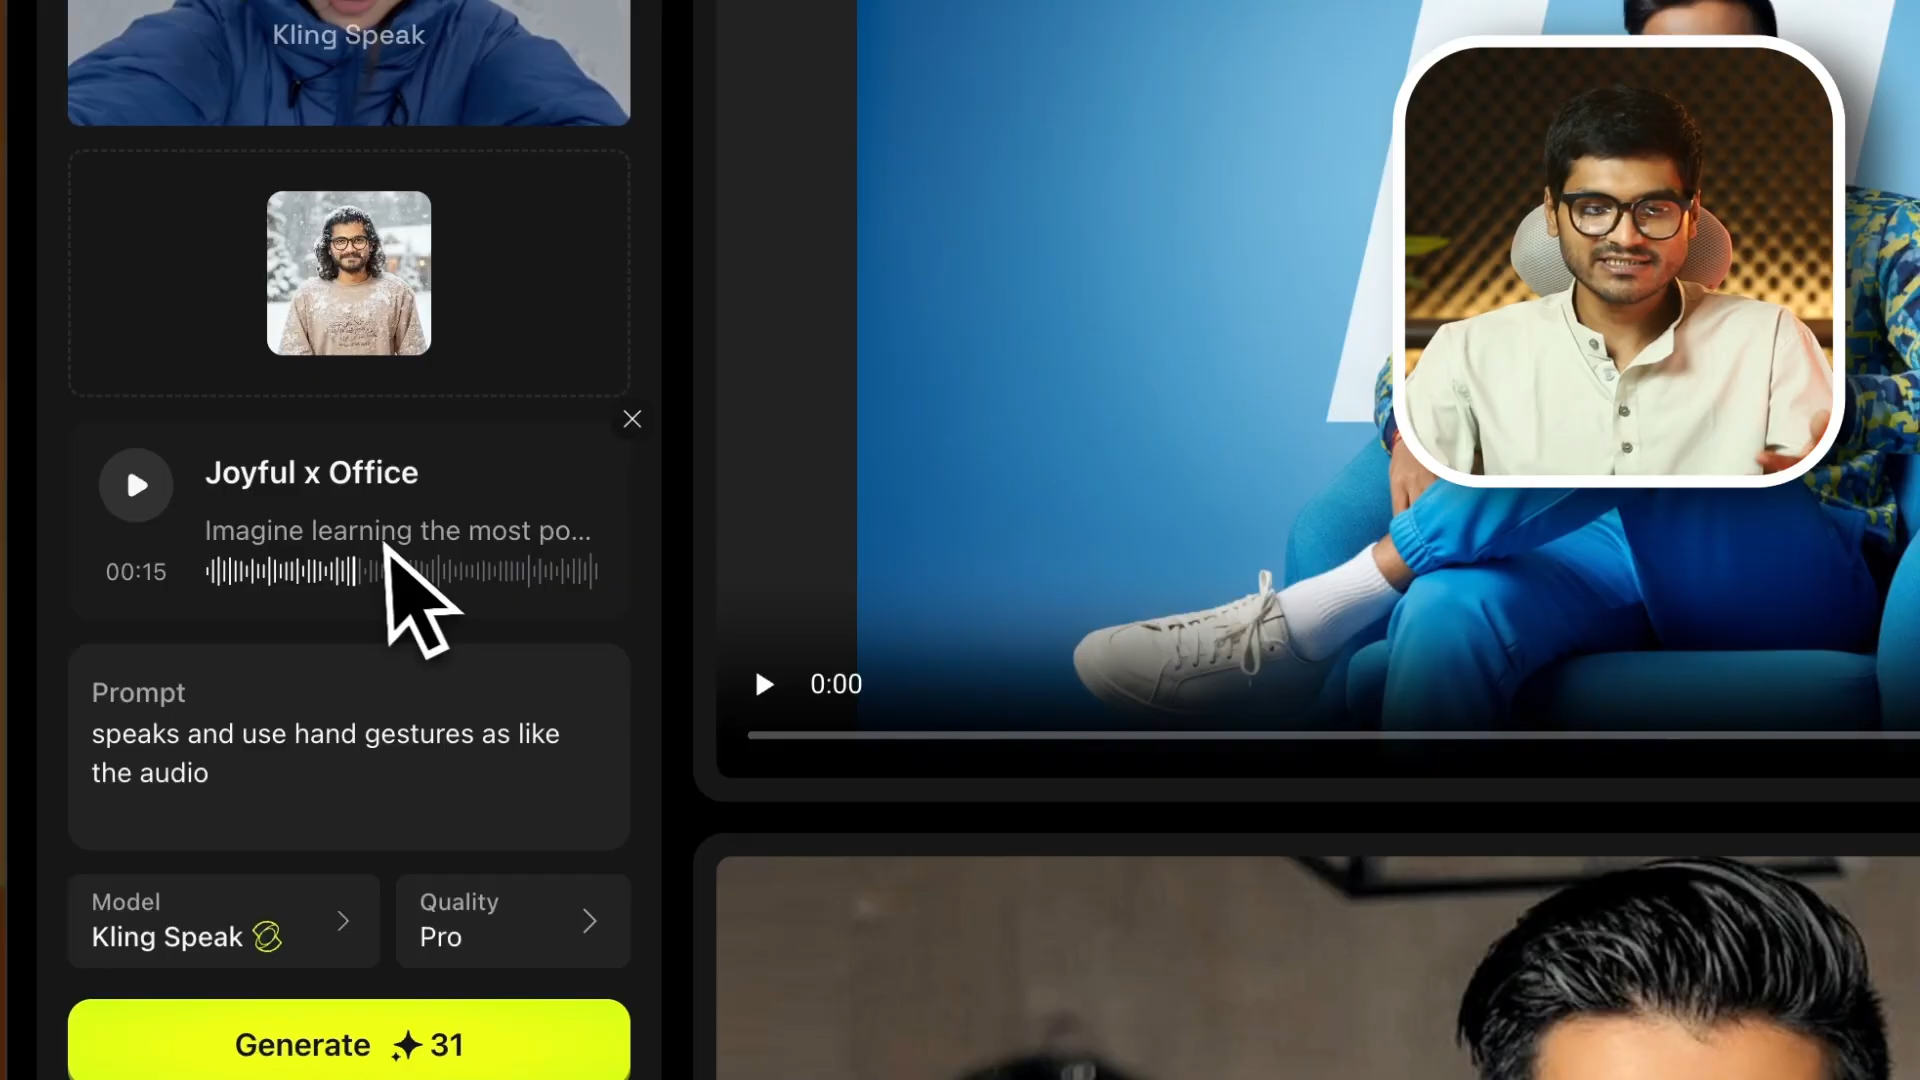 Kling Speak
Joyful x Office
Imagine learning the most po...
00:15
Prompt
speaks and use hand gestures as like
the audio
Model
Kling Speak
Quality
Pro
Generate 31
0:00